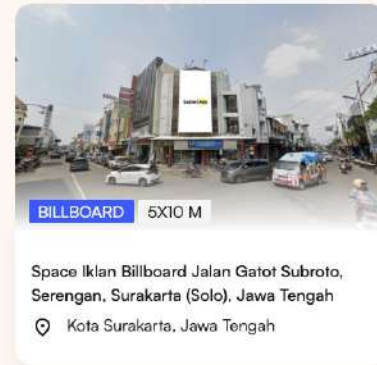 BILLBOARD
5X10 M
Space Iklan Billboard Jalan Gatot Subroto,
Serengan, Surakarta (Solo), Jawa Tengah
Kota Surakarta, Jawa Tengah